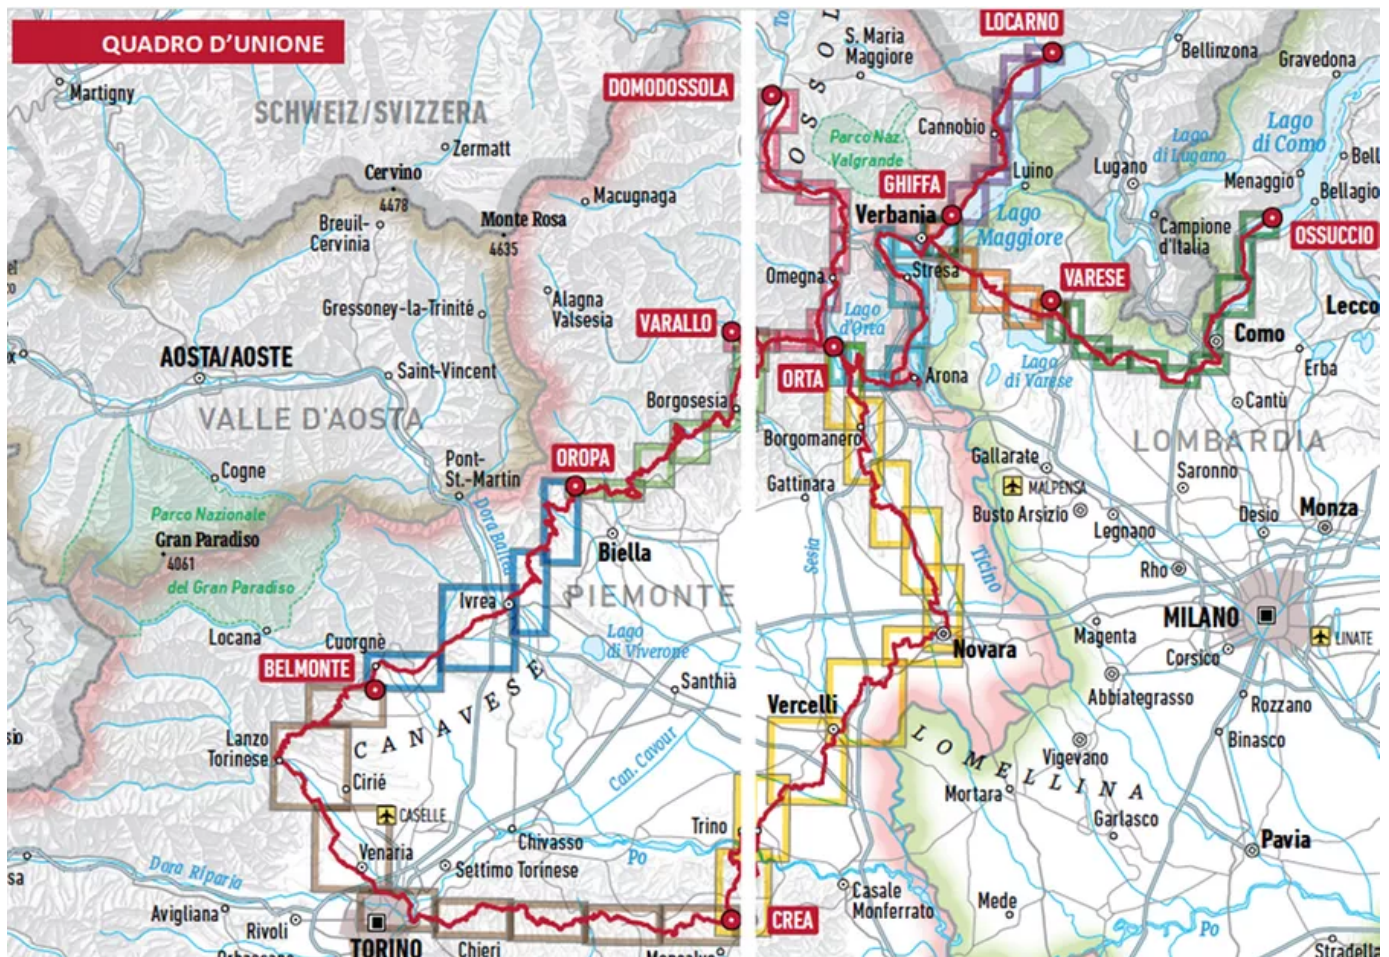 QUADRO D'UNIONE
Martigny
SCHWEIZ/SVIZZERA
DOMODOSSOLA
Zermatt
Cervino
4478
Macugnaga
Breuil-
Cervinia
Monte Rosa
4635
Gressoney-la-Trinité
Alagna
Valsesia
VARALLO
AOSTA/AOSTE
Saint-Vincent
Borgosesia
VALLE D'AOSTA
Cogne
Pont-
St.-Martin
OROPA
Parco Nazionale
Gran Paradiso
4061
del Gran Paradiso
Biella
Ivrea
PIEMONTE
Locana
Cuorgnè
Lago
di Viverone
BELMONTE
Santhià
CANAVESE
Lanzo
Torinese
Can. Cavour
Cirié
CASELLE
Chivasso
Trino
Po
Venaria
Settimo Torinese
Dora Riparia
Avigliana
Rivoli
TORINO
Chieri
To
OSSOL
S. Maria
Maggiore
LOCARNO
Bellinzona
Gravedona
Parco Naz.
Valgrande
Cannobio
Lago
di Lugano
Lago
di Como
Luino
Lugano
Menaggio
Bell
Bellagio
GHIFFA
Verbania
Lago
Maggiore
Campione
d'Italia
OSSUCCIO
Omegna
Stresa
VARESE
Lecco
Lago
d'Orta
Como
ORTA
Arona
Lago
di Varese
Erba
Cantù
Borgomanero
LOMBARDIA
Gallarate
Saronno
Gattinara
MALPENSA
Busto Arsizio
Legnano
Desio
Monza
Sesia
Ticino
Rho
MILANO
LINATE
Magenta
Novara
Corsico
Abbiategrasso
Rozzano
Vercelli
LOMELLINA
Vigevano
Binasco
Mortara
Garlasco
Pavia
Casale
Monferrato
Mede
CREA
Po
Stradella